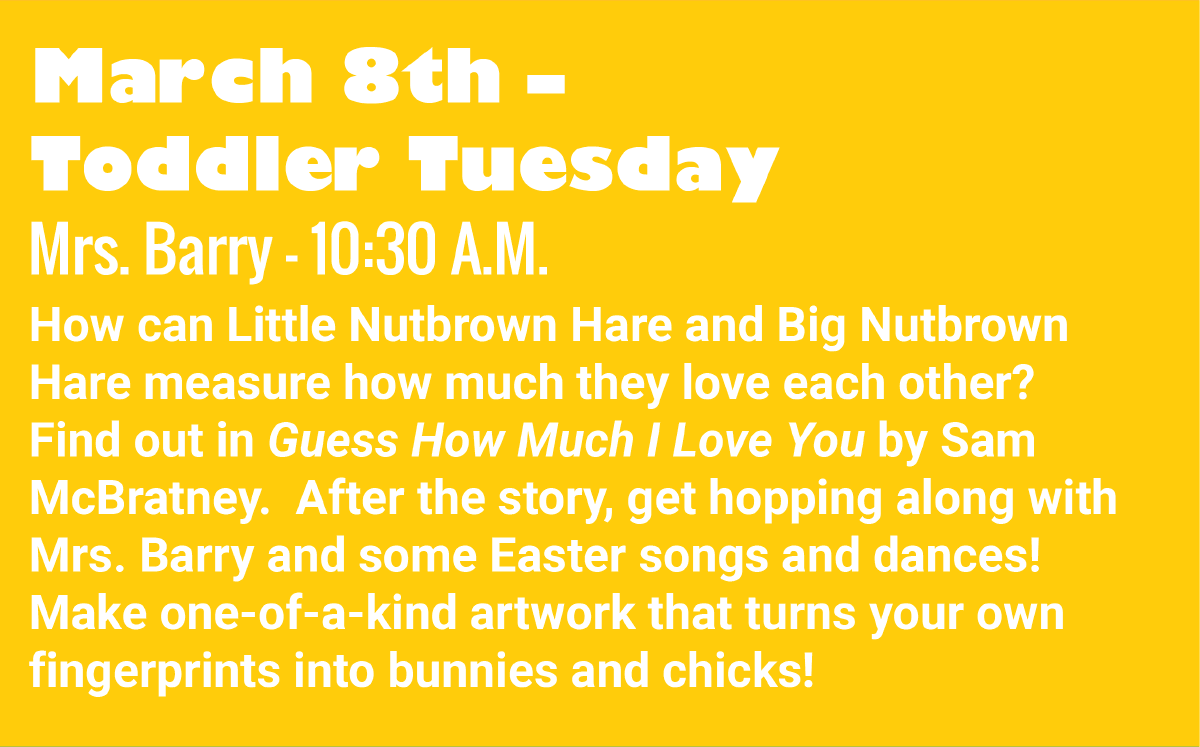 March 8th –
Toddler Tuesday
Mrs. Barry - 10:30 A.M.
How can Little Nutbrown Hare and Big Nutbrown
Hare measure how much they love each other?
Find out in Guess How Much I Love You by Sam
McBratney.  After the story, get hopping along with
Mrs. Barry and some Easter songs and dances!
Make one-of-a-kind artwork that turns your own
fingerprints into bunnies and chicks!